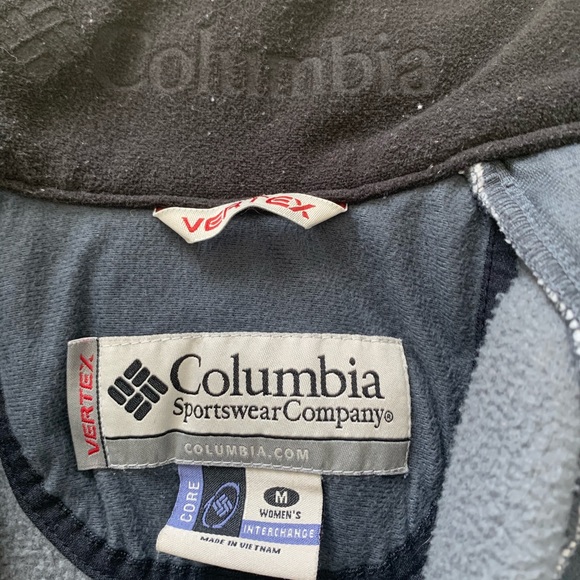 Columbia
VERTEX
VERTEX
Columbia
Sportswear Company®
COLUMBIA.COM
CORE
M
WOMEN'S
INTERCHANGE
MADE IN VIETNAM